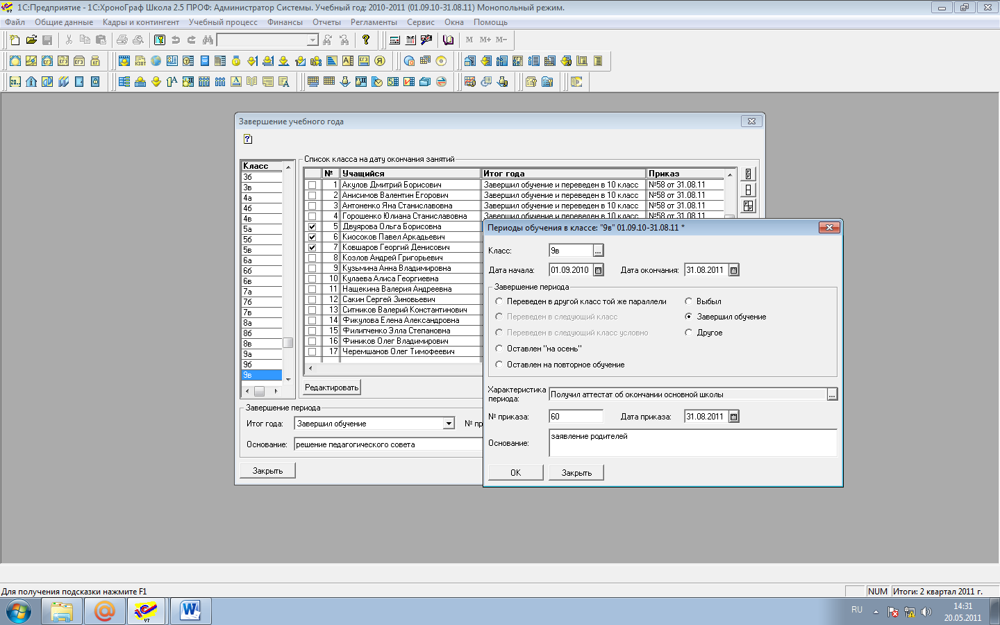 1С:Предприятие - 1С:ХроноГраф Школа 2.5 ПРОФ: Администратор Системы. Учебный год: 2010-2011 (01.09.10-31.08.11) Монопольный режим.
Файл Общие данные Кадры и контингент Учебный процесс Финансы Отчеты Регламенты Сервис Окна Помощь
M M+ M−
Завершение учебного года
Список класса на дату окончания занятий
Класс
3б
3в
4а
4б
4в
5а
5б
5в
6а
6б
6в
7а
7б
7в
8а
8б
8в
9а
9б
9в
№ Учащийся Итог года Приказ
1 Акулов Дмитрий Борисович Завершил обучение и переведен в 10 класс №58 от 31.08.11
2 Анисимов Валентин Егорович Завершил обучение и переведен в 10 класс №58 от 31.08.11
3 Антоненко Яна Станиславовна Завершил обучение и переведен в 10 класс №58 от 31.08.11
4 Горошенко Юлиана Станиславовна Завершил обучение и переведен в 10 класс №58 от 31.08.11
5 Двуярова Ольга Борисовна
6 Киосоков Павел Аркадьевич
7 Ковшаров Георгий Денисович
8 Козлов Андрей Григорьевич
9 Кузьмина Анна Владимировна
10 Кулаева Алиса Георгиевна
11 Нащекина Валерия Андреевна
12 Сакин Сергей Зиновьевич
13 Ситников Валерий Константинович
14 Фикулова Елена Александровна
15 Филипченко Элла Степановна
16 Фиников Олег Владимирович
17 Черемшанов Олег Тимофеевич
Редактировать
Завершение периода
Итог года: Завершил обучение № пр
Основание: решение педагогического совета
Закрыть
Периоды обучения в классе: "9в" 01.09.10-31.08.11 *
Класс: 9в ...
Дата начала: 01.09.2010 Дата окончания: 31.08.2011
Завершение периода
Переведен в другой класс той же параллели Выбыл
Переведен в следующий класс Завершил обучение
Переведен в следующий класс условно Другое
Оставлен "на осень"
Оставлен на повторное обучение
Характеристика периода: Получил аттестат об окончании основной школы ...
№ приказа: 60 Дата приказа: 31.08.2011
Основание: заявление родителей
OK Закрыть
Для получения подсказки нажмите F1 NUM Итоги: 2 квартал 2011 г.
RU 14:31
20.05.2011